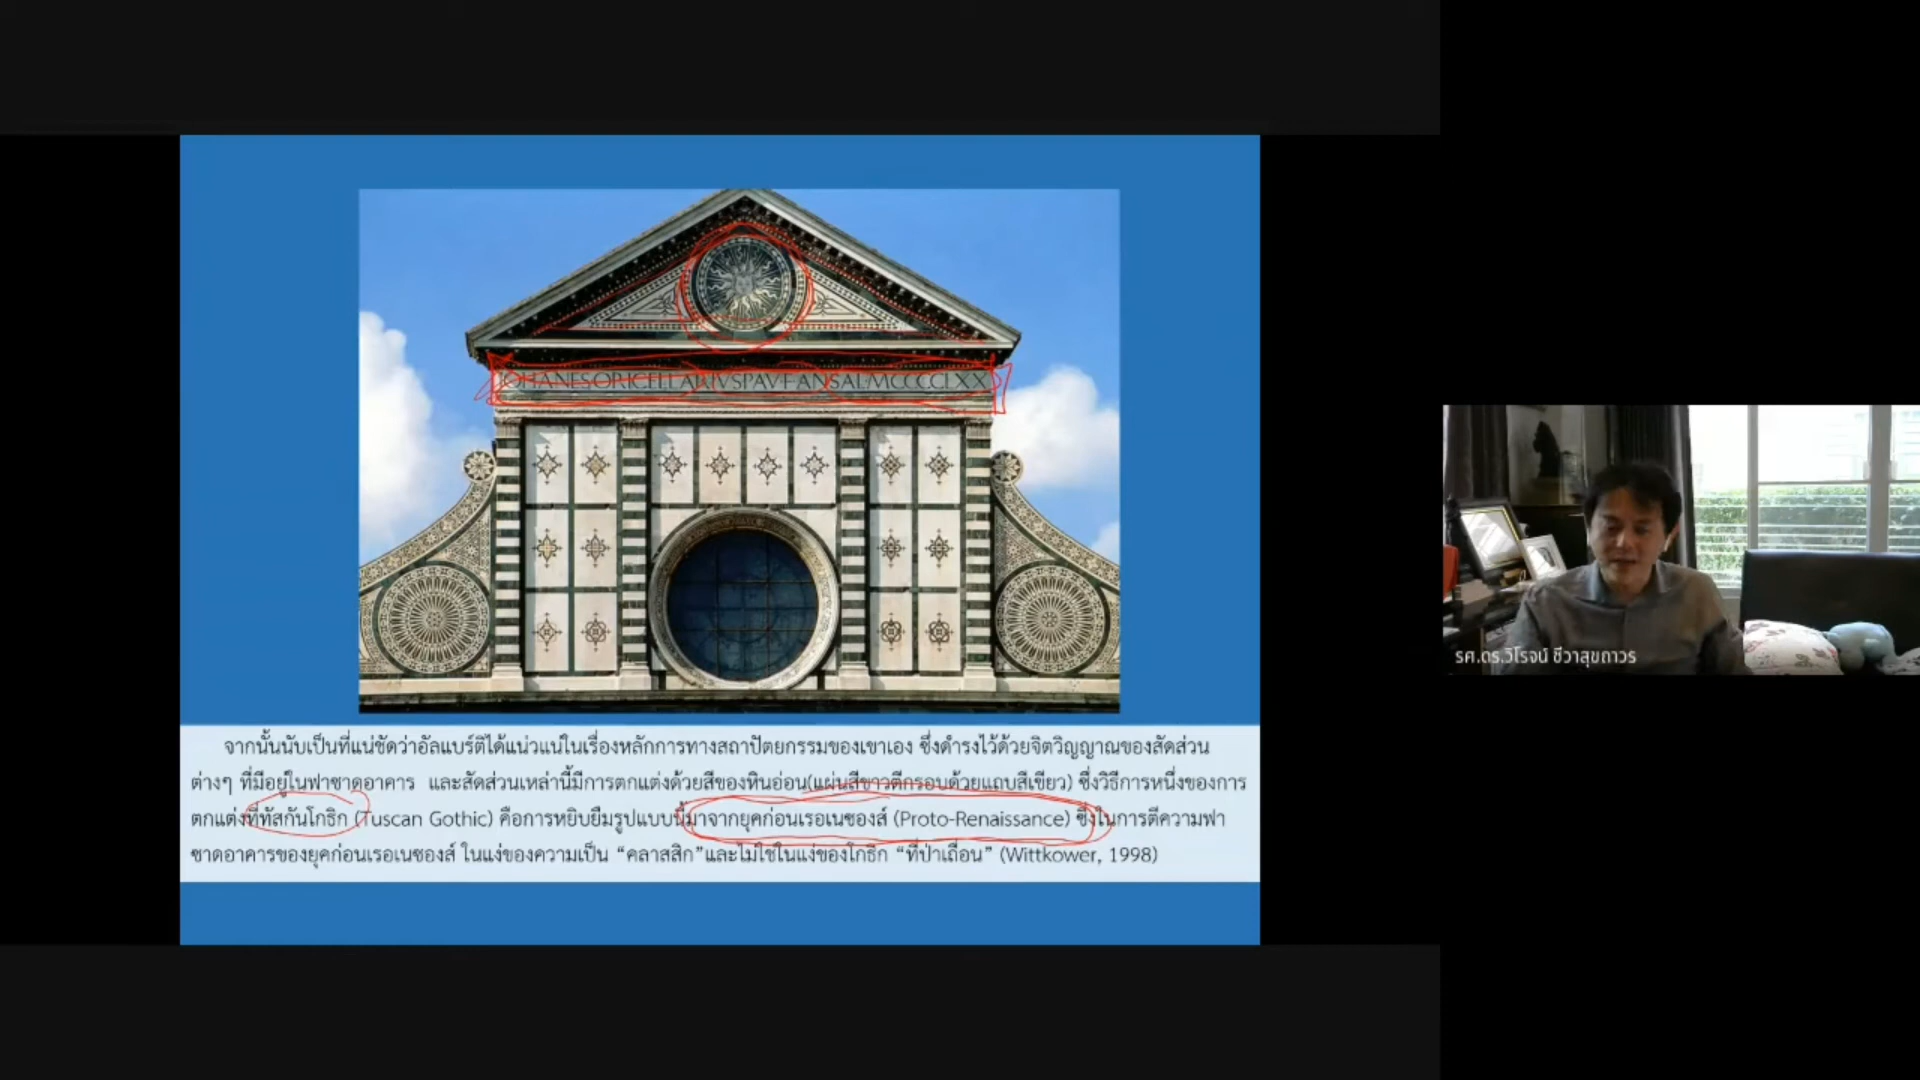 OHANESORICELLARIVSPAVFANSALMCCCCLXX
จากนั้นนับเป็นที่แน่ชัดว่าอัลแบร์ติได้แน่วแน่ในเรื่องหลักการทางสถาปัตยกรรมของเขาเอง ซึ่งดำรงไว้ด้วยจิตวิญญาณของสัดส่วน
ต่างๆ ที่มีอยู่ในฟาซาดอาคาร และสัดส่วนเหล่านี้มีการตกแต่งด้วยสีของหินอ่อน(แผ่นสีขาวตีกรอบด้วยแถบสีเขียว) ซึ่งวิธีการหนึ่งของการ
ตกแต่งที่ทัสกันโกธิก (Tuscan Gothic) คือการหยิบยืมรูปแบบนี้มาจากยุคก่อนเรอเนซองส์ (Proto-Renaissance) ซึ่งในการตีความฟา
ซาดอาคารของยุคก่อนเรอเนซองส์ ในแง่ของความเป็น “คลาสสิก”และไม่ใช่ในแง่ของโกธิก “ที่ป่าเถื่อน” (Wittkower, 1998)
รศ.ดร.วิโรจน์ ชีวาสุขถาวร